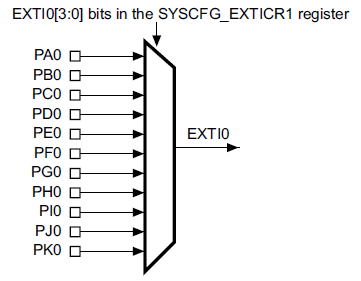 EXTI0[3:0] bits in the SYSCFG_EXTICR1 register
PA0
PB0
PC0
PD0
PE0
PF0
PG0
PH0
PI0
PJ0
PK0
EXTI0